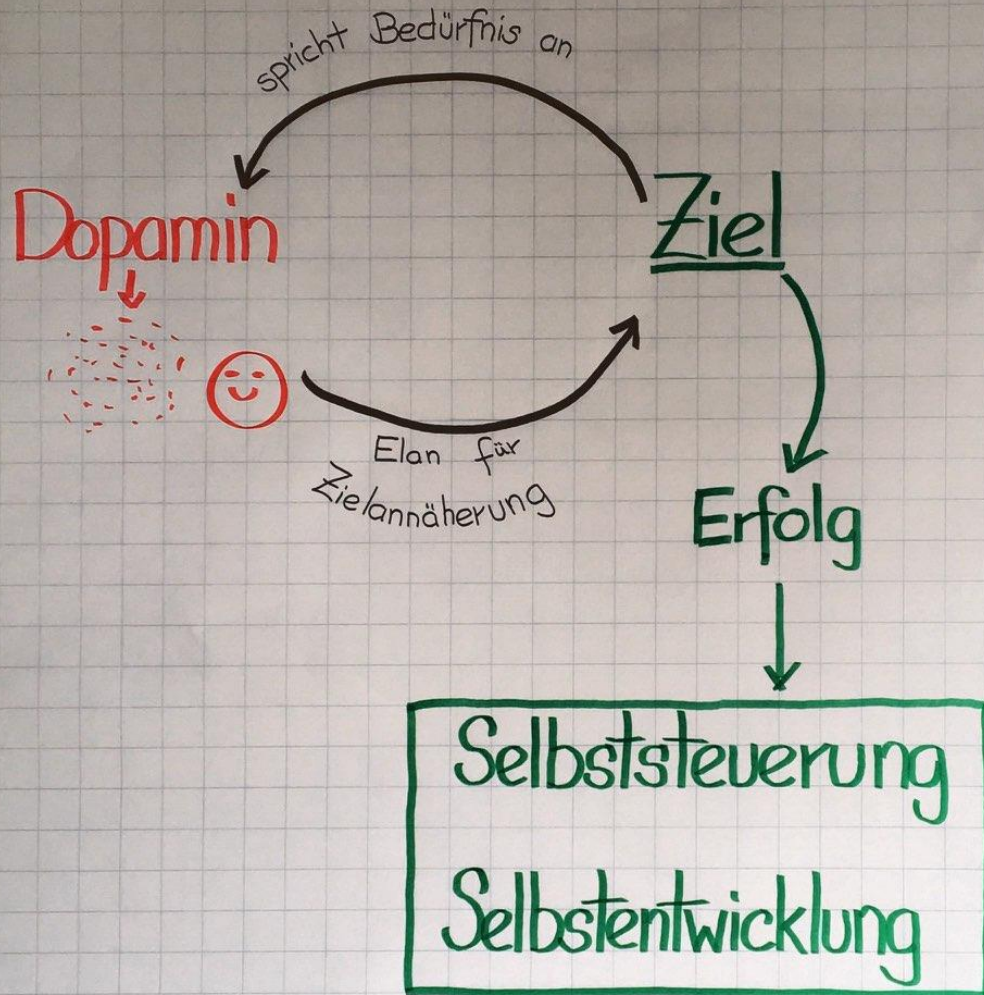 spricht Bedürfnis an
Dopamin
Ziel
Elan für
Zielannäherung
Erfolg
Selbststeuerung
Selbstentwicklung